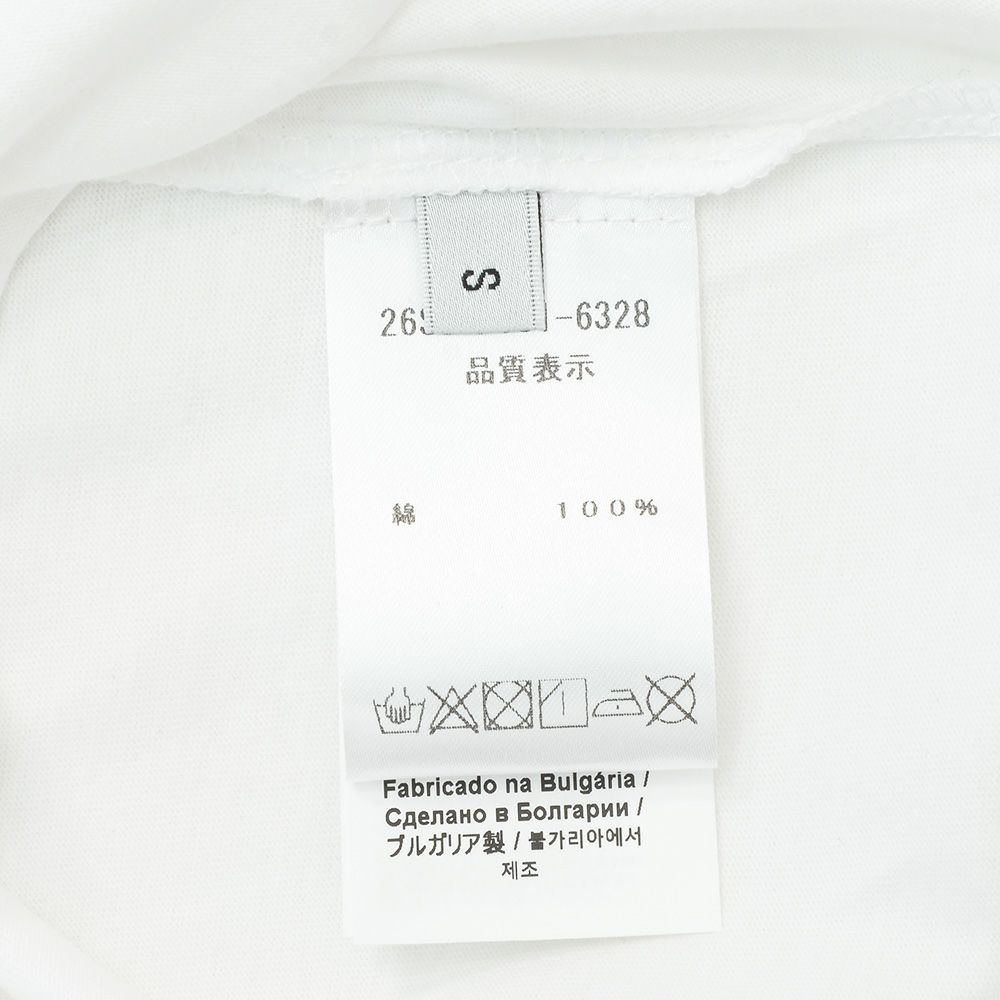 S
-6328
品質表示
綿 100%
Fabricado na Bulgária /
Сделано в Болгарии /
ブルガリア製 / 불가리아에서
제조